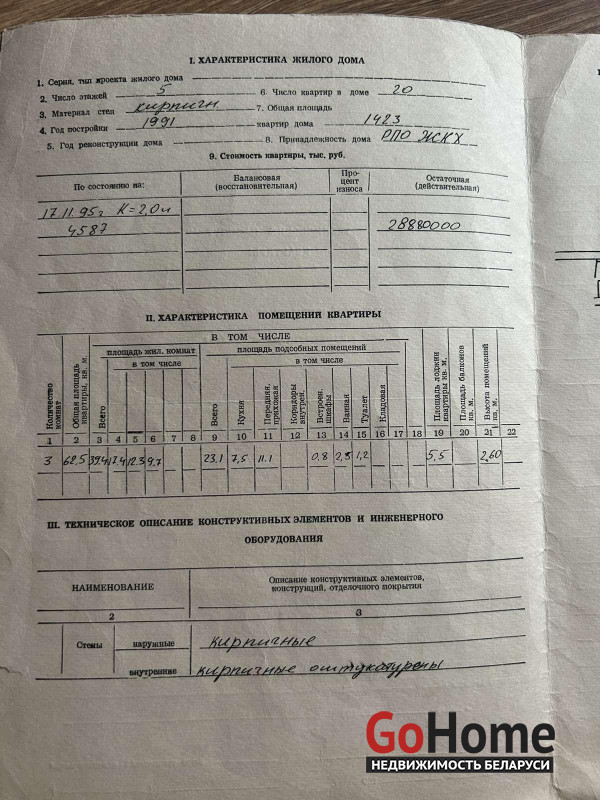 I. ХАРАКТЕРИСТИКА ЖИЛОГО ДОМА
1. Серия, тип проекта жилого дома
2. Число этажей 5 6. Число квартир в доме 20
3. Материал стен кирпичн 7. Общая площадь
4. Год постройки 1991 квартир дома 1423
5. Год реконструкции дома 8. Принадлежность дома РПО ЖКХ
9. Стоимость квартиры, тыс. руб.
По состоянию на: Балансовая (восстановительная) Про-цент износа Остаточная (действительная)
17.11.95г К=2,0
4587 28880000
II. ХАРАКТЕРИСТИКА ПОМЕЩЕНИЙ КВАРТИРЫ
В ТОМ ЧИСЛЕ
площадь жил. комнат площадь подсобных помещений
в том числе в том числе
Количество комнат Общая площадь квартиры, кв. м. Всего Всего Кухня Передняя, прихожая Коридоры внутрен. Встроен. шкафы Ванная Туалет Кладовая Площадь лоджии квартиры кв. м. Площадь балконов кв. м. Высота помещений кв. м.
1 2 3 4 5 6 7 8 9 10 11 12 13 14 15 16 17 18 19 20 21 22
3 62,5 39,4 17,4 12,3 9,7 23,1 7,5 11.1 0.8 2,5 1,2 5,5 2,60
III. ТЕХНИЧЕСКОЕ ОПИСАНИЕ КОНСТРУКТИВНЫХ ЭЛЕМЕНТОВ И ИНЖЕНЕРНОГО
ОБОРУДОВАНИЯ
НАИМЕНОВАНИЕ Описание конструктивных элементов, конструкций, отделочного покрытия
2 3
Стены наружные кирпичные
внутренние кирпичные оштукатурены
GoHome
НЕДВИЖИМОСТЬ БЕЛАРУСИ